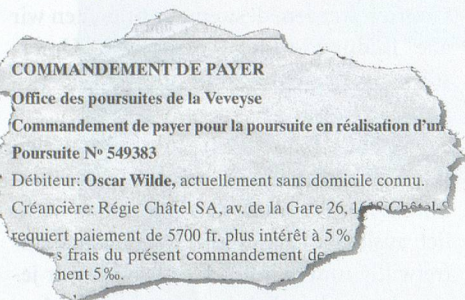 COMMANDEMENT DE PAYER
Office des poursuites de la Veveyse
Commandement de payer pour la poursuite en réalisation d'un
Poursuite Nº 549383
Débiteur: Oscar Wilde, actuellement sans domicile connu.
Créancière: Régie Châtel SA, av. de la Gare 26,
requiert paiement de 5700 fr. plus intérêt à 5 %
s frais du présent commandement de
ment 5‰.